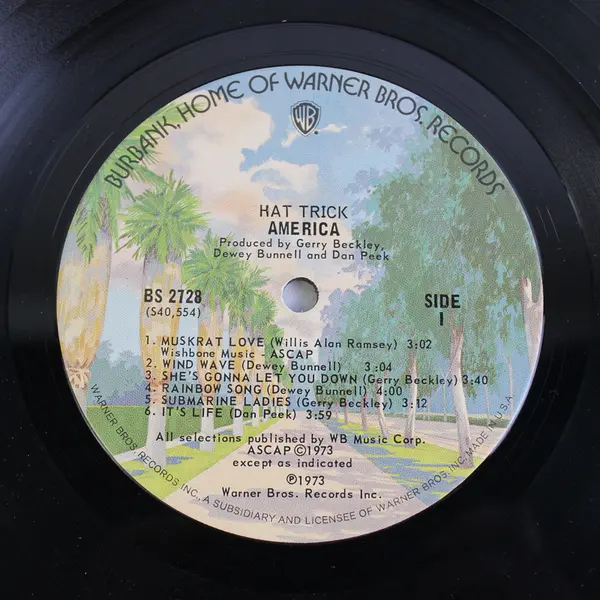 BURBANK, HOME OF WARNER BROS. RECORDS
WB
HAT TRICK
AMERICA
Produced by Gerry Beckley,
Dewey Bunnell and Dan Peek
BS 2728
(S40,554)
SIDE
1
1. MUSKRAT LOVE (Willis Alan Ramsey) 3:02
Wishbone Music - ASCAP
2. WIND WAVE (Dewey Bunnell) 3:04
3. SHE'S GONNA LET YOU DOWN (Gerry Beckley) 3:40
4. RAINBOW SONG (Dewey Bunnell) 4:00
5. SUBMARINE LADIES (Gerry Beckley) 3:12
6. IT'S LIFE (Dan Peek) 3:59
All selections published by WB Music Corp.
ASCAP ©1973
except as indicated
℗1973
Warner Bros. Records Inc.
WARNER BROS. RECORDS INC., A SUBSIDIARY AND LICENSEE OF WARNER BROS. INC. MADE IN U.S.A.